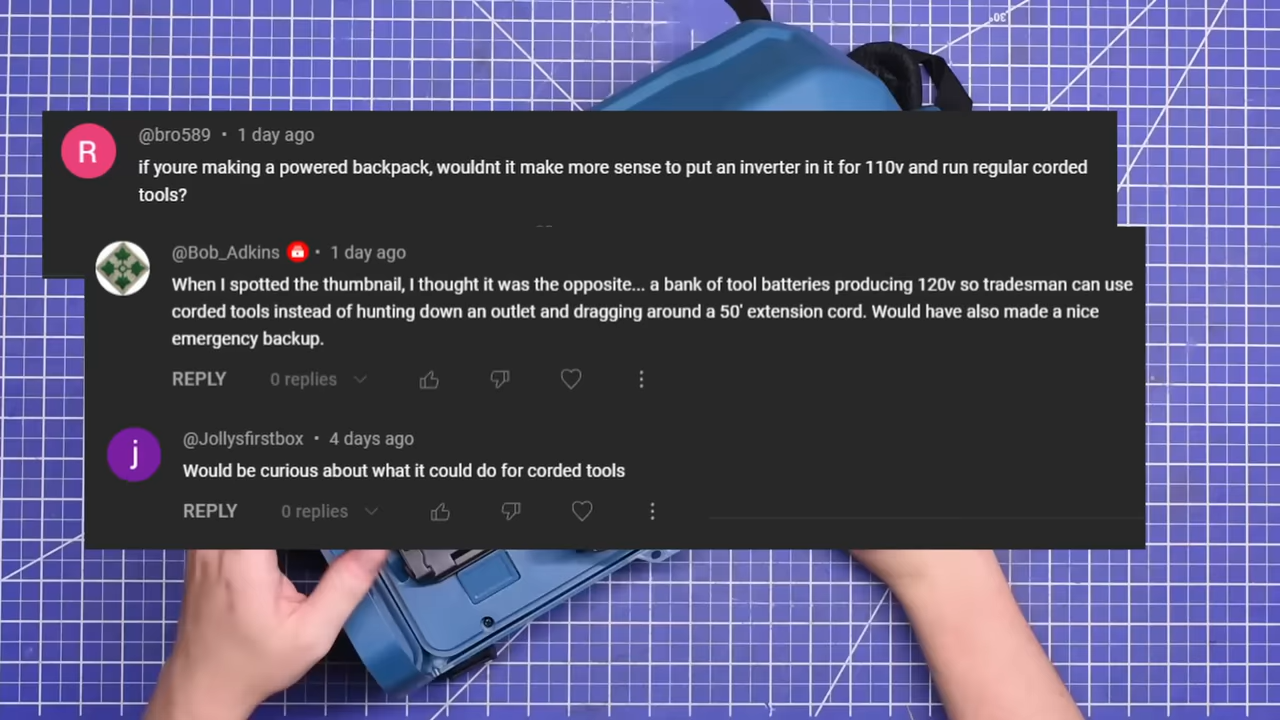 30
R
@bro589 • 1 day ago
if youre making a powered backpack, wouldnt it make more sense to put an inverter in it for 110v and run regular corded
tools?
@Bob_Adkins • 1 day ago
When I spotted the thumbnail, I thought it was the opposite... a bank of tool batteries producing 120v so tradesman can use
corded tools instead of hunting down an outlet and dragging around a 50' extension cord. Would have also made a nice
emergency backup.
REPLY 0 replies
j
@Jollysfirstbox • 4 days ago
Would be curious about what it could do for corded tools
REPLY 0 replies